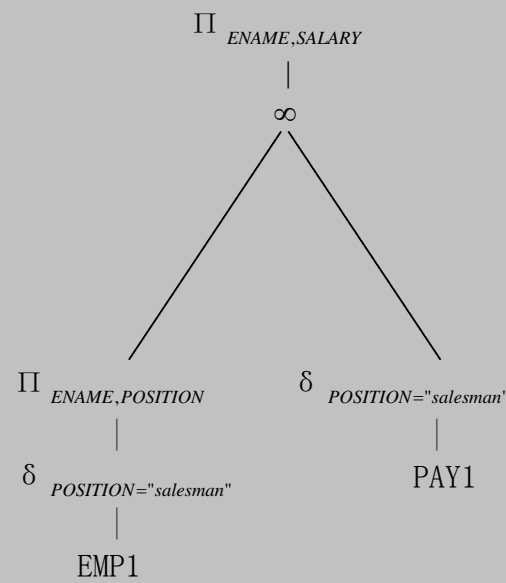 Π ENAME,SALARY
∞
Π ENAME,POSITION
δ POSITION="salesman"
δ POSITION="salesman"
PAY1
EMP1